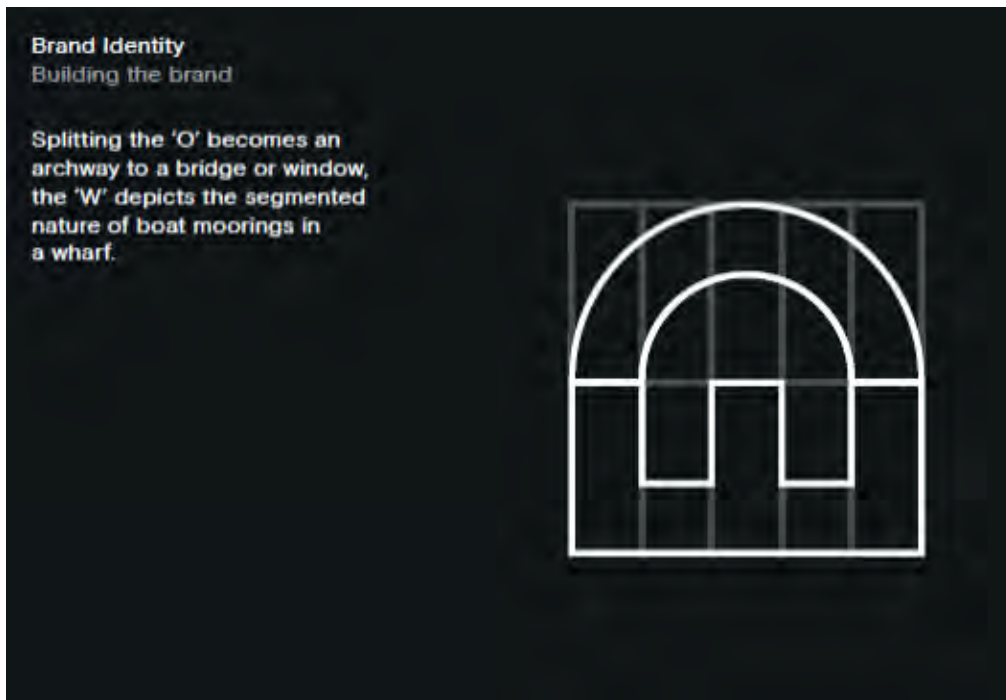 Brand Identity
Building the brand
Splitting the ‘O’ becomes an
archway to a bridge or window,
the ‘W’ depicts the segmented
nature of boat moorings in
a wharf.